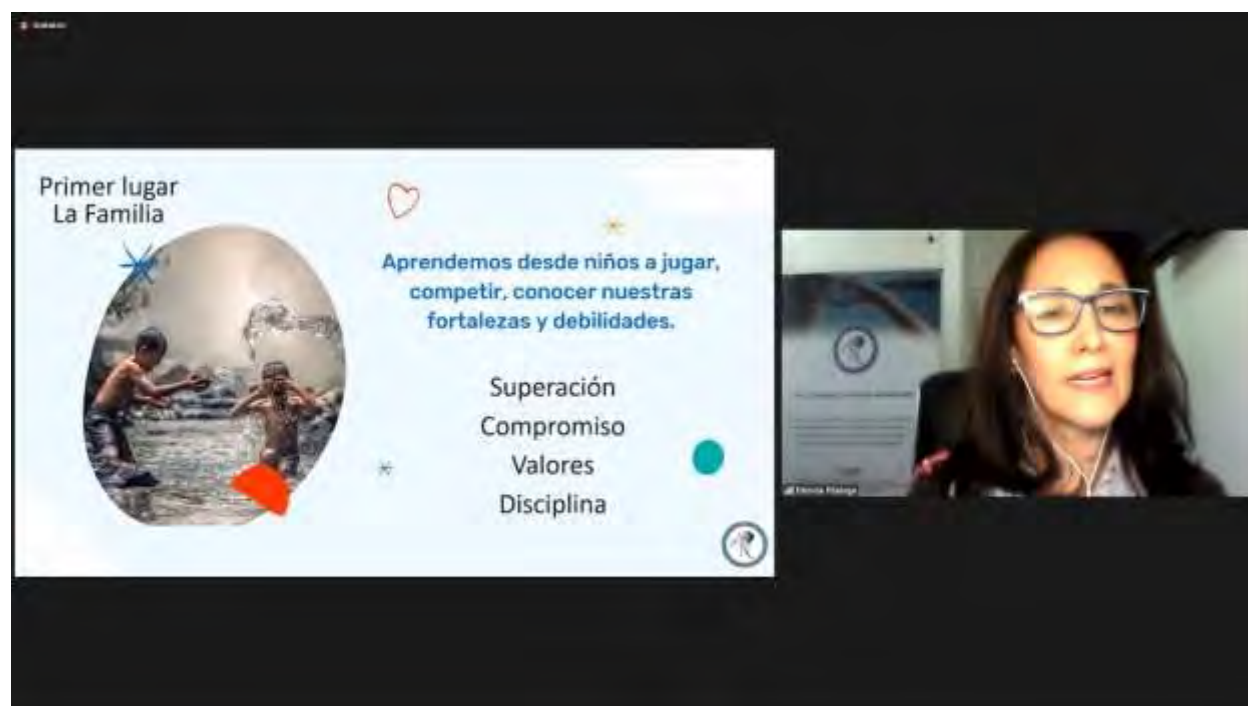 Primer lugar
La Familia
Aprendemos desde niños a jugar,
competir, conocer nuestras
fortalezas y debilidades.
Superación
Compromiso
Valores
Disciplina